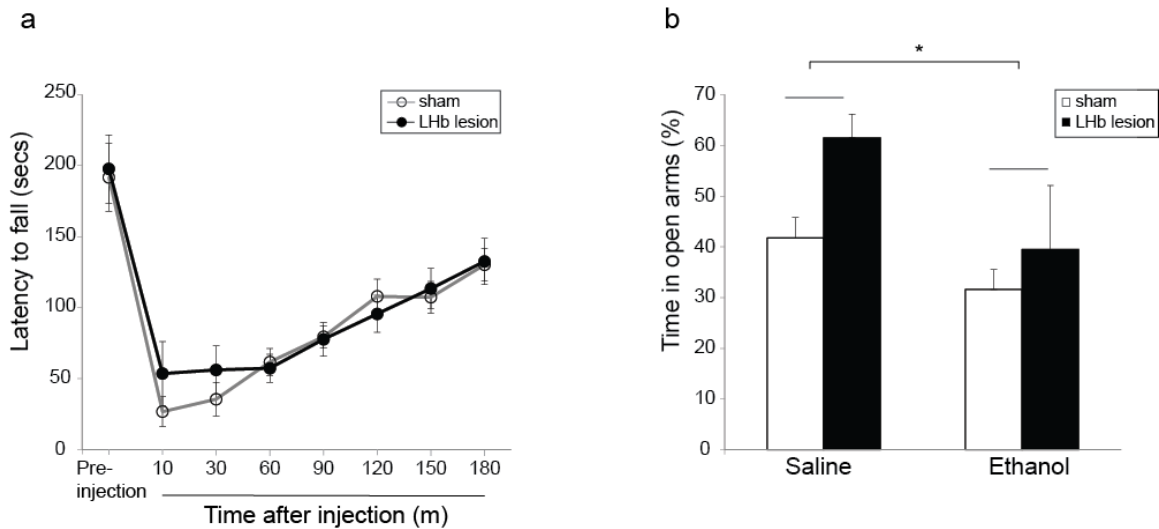 a
Latency to fall (secs)
250
200
150
100
50
0
sham
LHb lesion
Pre-
injection
10 30 60 90 120 150 180
Time after injection (m)
b
*
Time in open arms (%)
70
60
50
40
30
20
10
0
sham
LHb lesion
Saline Ethanol